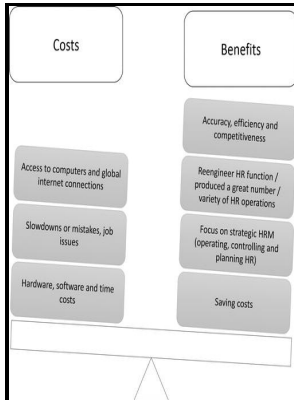 Costs
Benefits
Access to computers and global
internet connections
Slowdowns or mistakes, job
issues
Hardware, software and time
costs
Accuracy, efficiency and
competitiveness
Reengineer HR function /
produced a great number /
variety of HR operations
Focus on strategic HRM
(operating, controlling and
planning HR)
Saving costs